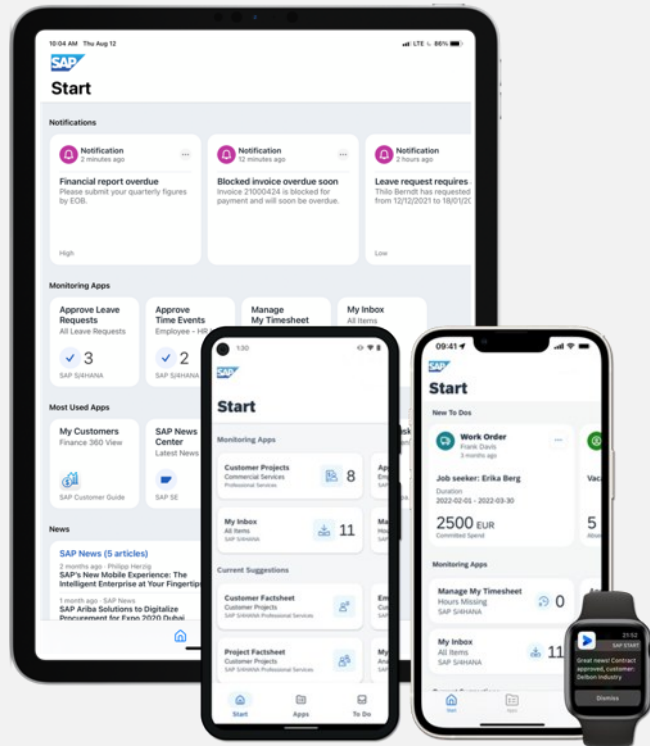 10:04 AM Thu Aug 12
LTE 86%
SAP
Start
Notifications
Notification
2 minutes ago
Financial report overdue
Please submit your quarterly figures
by EOB.
High
Notification
12 minutes ago
Blocked invoice overdue soon
Invoice 21000424 is blocked for
payment and will soon be overdue.
Notification
2 hours ago
Leave request requires
Thilo Berndt has requested
from 12/12/2021 to 18/01/20
Low
Monitoring Apps
Approve Leave
Requests
All Leave Requests
3
SAP S/4HANA
Approve
Time Events
Employee - HR
2
SAP S/4HANA
Manage
My Timesheet
My Inbox
All Items
Most Used Apps
My Customers
Finance 360 View
SAP Customer Guide
SAP News
Center
Latest News
SAP SE
News
SAP News (5 articles)
2 months ago · Philipp Herzig
SAP's New Mobile Experience: The
Intelligent Enterprise at Your Fingertips
1 month ago · SAP News
SAP Ariba Solutions to Digitalize
Procurement for Expo 2020 Dubai
1:30
SAP
Start
Monitoring Apps
Customer Projects
Commercial Services
Professional Services
8
My Inbox
All Items
SAP S/4HANA
11
Current Suggestions
Customer Factsheet
Customer Projects
SAP S/4HANA Professional Services
Project Factsheet
Customer Projects
SAP S/4HANA Professional Services
Start
Apps
To Do
09:41
SAP
Start
New To Dos
Work Order
Frank Davis
3 months ago
Job seeker: Erika Berg
Duration
2022-02-01 - 2022-03-30
2500 EUR
Committed Spend
Vaca
5
Monitoring Apps
Manage My Timesheet
Hours Missing
SAP S/4HANA
0
My Inbox
All Items
SAP S/4HANA
11
Start
Apps
21:52
SAP START
Great news! Contract
approved, customer:
Delbon Industry
Dismiss